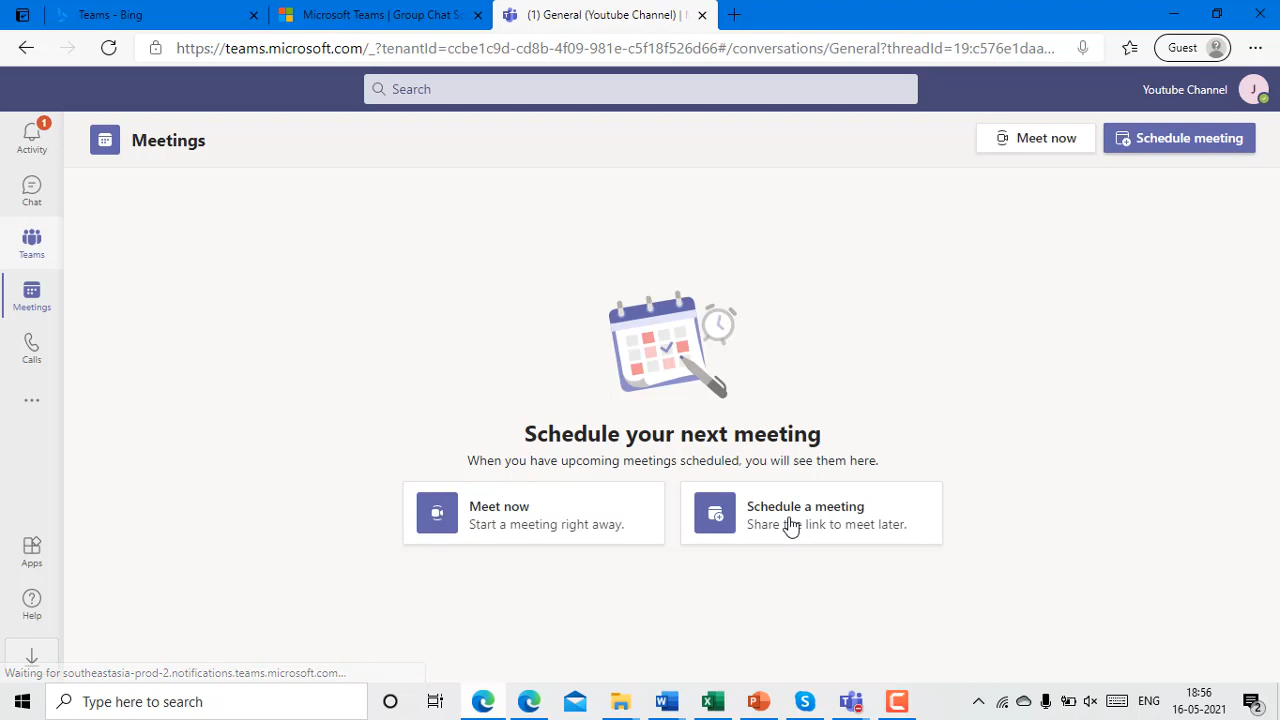 Teams - Bing
Microsoft Teams | Group Chat S
(1) General (Youtube Channel) |
https://teams.microsoft.com/_?tenantId=ccbe1c9d-cd8b-4f09-981e-c5f18f526d66#/conversations/General?threadId=19:c576e1daa...
Guest
Search
Youtube Channel
J
1
Activity
Chat
Teams
Meetings
Calls
Apps
Help
Meetings
Meet now
Schedule meeting
Schedule your next meeting
When you have upcoming meetings scheduled, you will see them here.
Meet now
Start a meeting right away.
Schedule a meeting
Share the link to meet later.
Waiting for southeastasia-prod-2.notifications.teams.microsoft.com...
Type here to search
ENG
18:56
16-05-2021
2